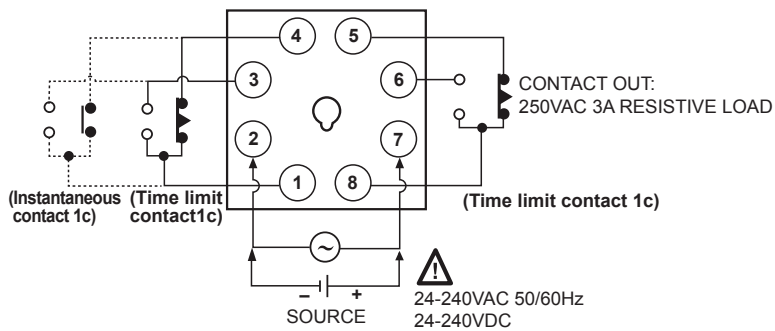 4
5
3
6
CONTACT OUT:
250VAC 3A RESISTIVE LOAD
2
7
1
8
(Instantaneous
contact 1c)
(Time limit
contact1c)
(Time limit contact 1c)
~
− +
SOURCE
!
24-240VAC 50/60Hz
24-240VDC